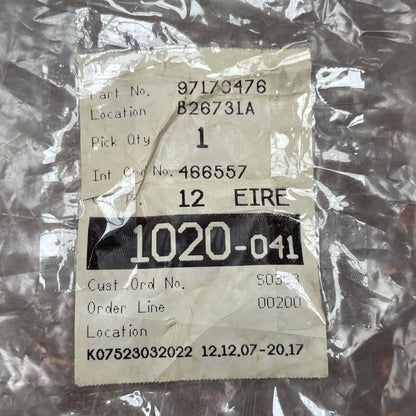 Part No. 97170476
Location B26731A
Pick Qty 1
Int Ord No. 466557
12 EIRE
1020-041
Cust Ord No.
Order Line 00200
Location
K07523032022 12.12.07-20.17